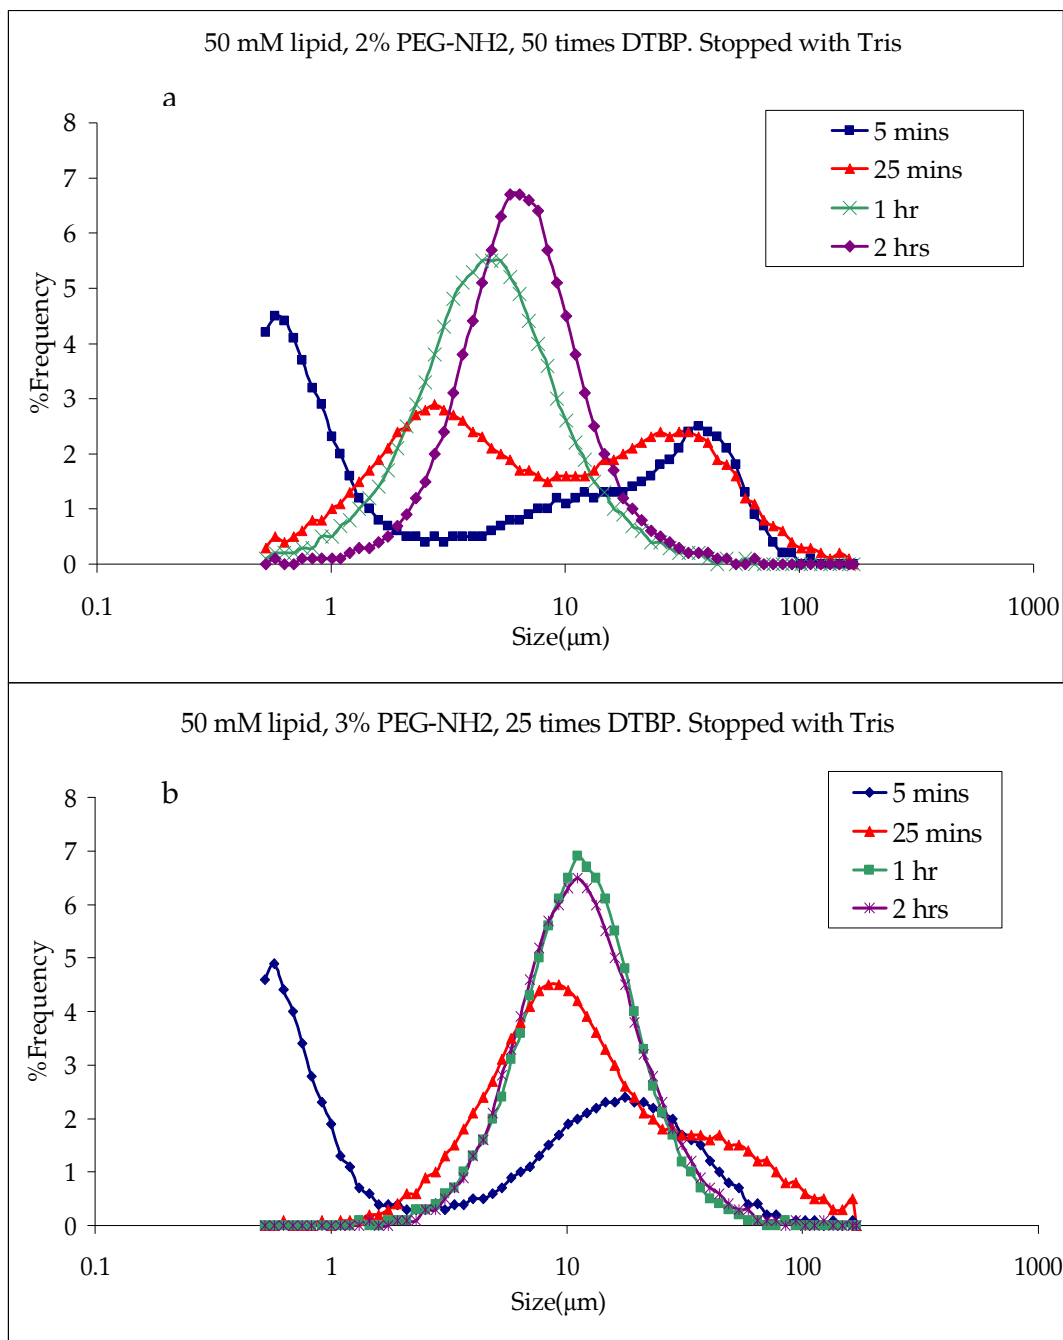 50 mM lipid, 2% PEG-NH2, 50 times DTBP. Stopped with Tris
a
8
7
6
5
4
3
2
1
0
%Frequency
5 mins
25 mins
1 hr
2 hrs
0.1 1 10 100 1000
Size(μm)
50 mM lipid, 3% PEG-NH2, 25 times DTBP. Stopped with Tris
b
8
7
6
5
4
3
2
1
0
%Frequency
5 mins
25 mins
1 hr
2 hrs
0.1 1 10 100 1000
Size(μm)